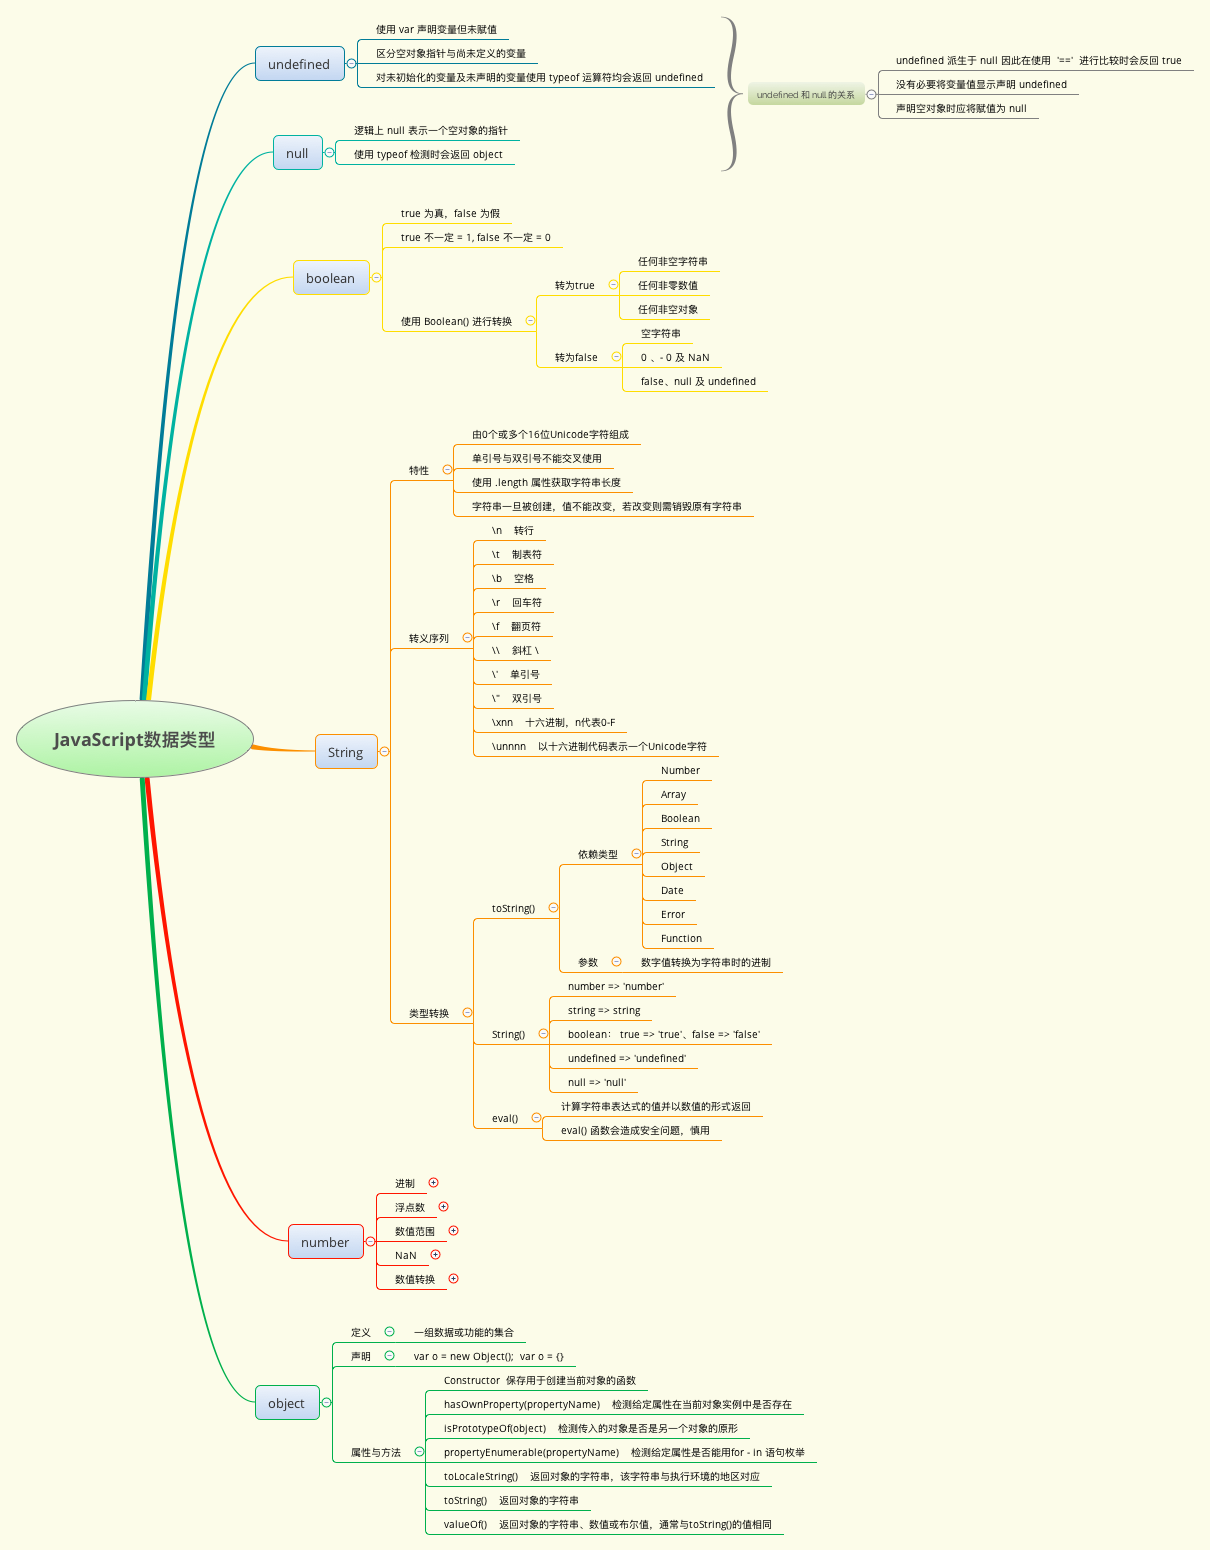 JavaScript数据类型
undefined
使用 var 声明变量但未赋值
区分空对象指针与尚未定义的变量
对未初始化的变量及未声明的变量使用 typeof 运算符均会返回 undefined
null
逻辑上 null 表示一个空对象的指针
使用 typeof 检测时会返回 object
undefined 和 null 的关系
undefined 派生于 null 因此在使用 '==' 进行比较时会反回 true
没有必要将变量值显示声明 undefined
声明空对象时应将赋值为 null
boolean
true 为真，false 为假
true 不一定 = 1, false 不一定 = 0
使用 Boolean() 进行转换
转为true
任何非空字符串
任何非零数值
任何非空对象
转为false
空字符串
0 、- 0 及 NaN
false、null 及 undefined
String
特性
由0个或多个16位Unicode字符组成
单引号与双引号不能交叉使用
使用 .length 属性获取字符串长度
字符串一旦被创建，值不能改变，若改变则需销毁原有字符串
转义序列
\n 转行
\t 制表符
\b 空格
\r 回车符
\f 翻页符
\\ 斜杠 \
\' 单引号
\" 双引号
\xnn 十六进制，n代表0-F
\unnnn 以十六进制代码表示一个Unicode字符
类型转换
toString()
依赖类型
Number
Array
Boolean
String
Object
Date
Error
Function
参数
数字值转换为字符串时的进制
String()
number => 'number'
string => string
boolean： true => 'true'、false => 'false'
undefined => 'undefined'
null => 'null'
eval()
计算字符串表达式的值并以数值的形式返回
eval() 函数会造成安全问题，慎用
number
进制
浮点数
数值范围
NaN
数值转换
object
定义
一组数据或功能的集合
声明
var o = new Object(); var o = {}
属性与方法
Constructor 保存用于创建当前对象的函数
hasOwnProperty(propertyName) 检测给定属性在当前对象实例中是否存在
isPrototypeOf(object) 检测传入的对象是否是另一个对象的原形
propertyEnumerable(propertyName) 检测给定属性是否能用for - in 语句枚举
toLocaleString() 返回对象的字符串，该字符串与执行环境的地区对应
toString() 返回对象的字符串
valueOf() 返回对象的字符串、数值或布尔值，通常与toString()的值相同